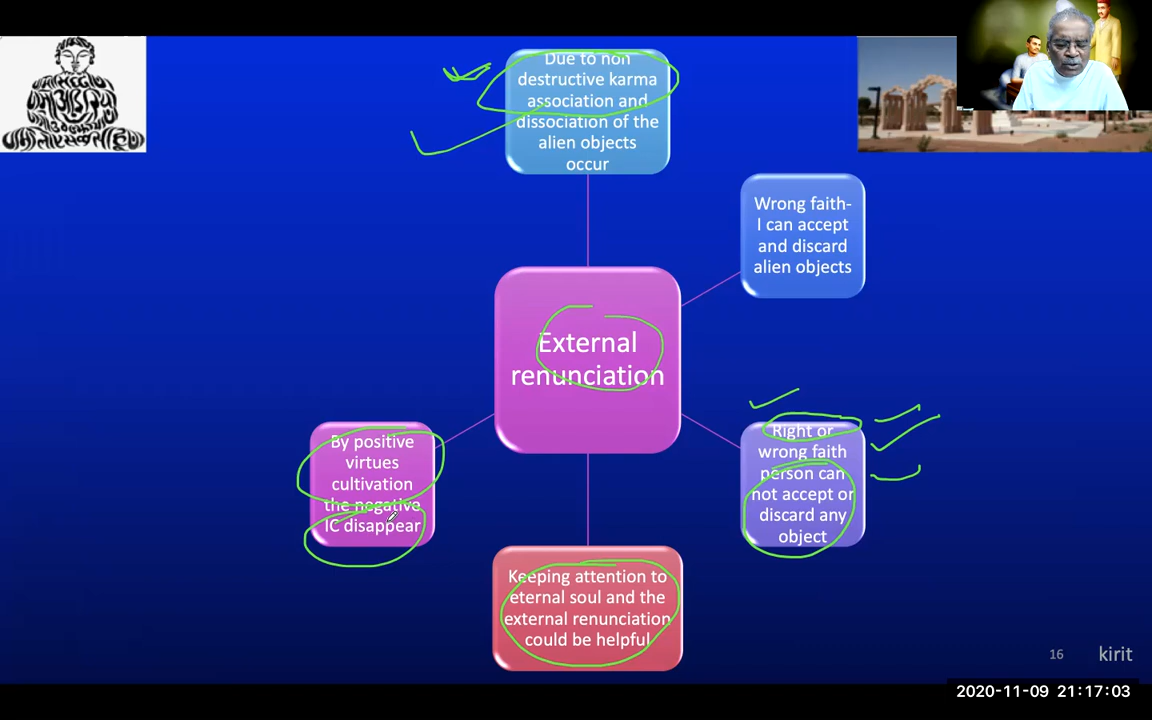 Due to non
destructive karma
association and
dissociation of the
alien objects
occur
Wrong faith-
I can accept
and discard
alien objects
External
renunciation
Right or
wrong faith
person can
not accept or
discard any
object
By positive
virtues
cultivation
the negative
IC disappear
Keeping attention to
eternal soul and the
external renunciation
could be helpful
16
kirit
2020-11-09 21:17:03